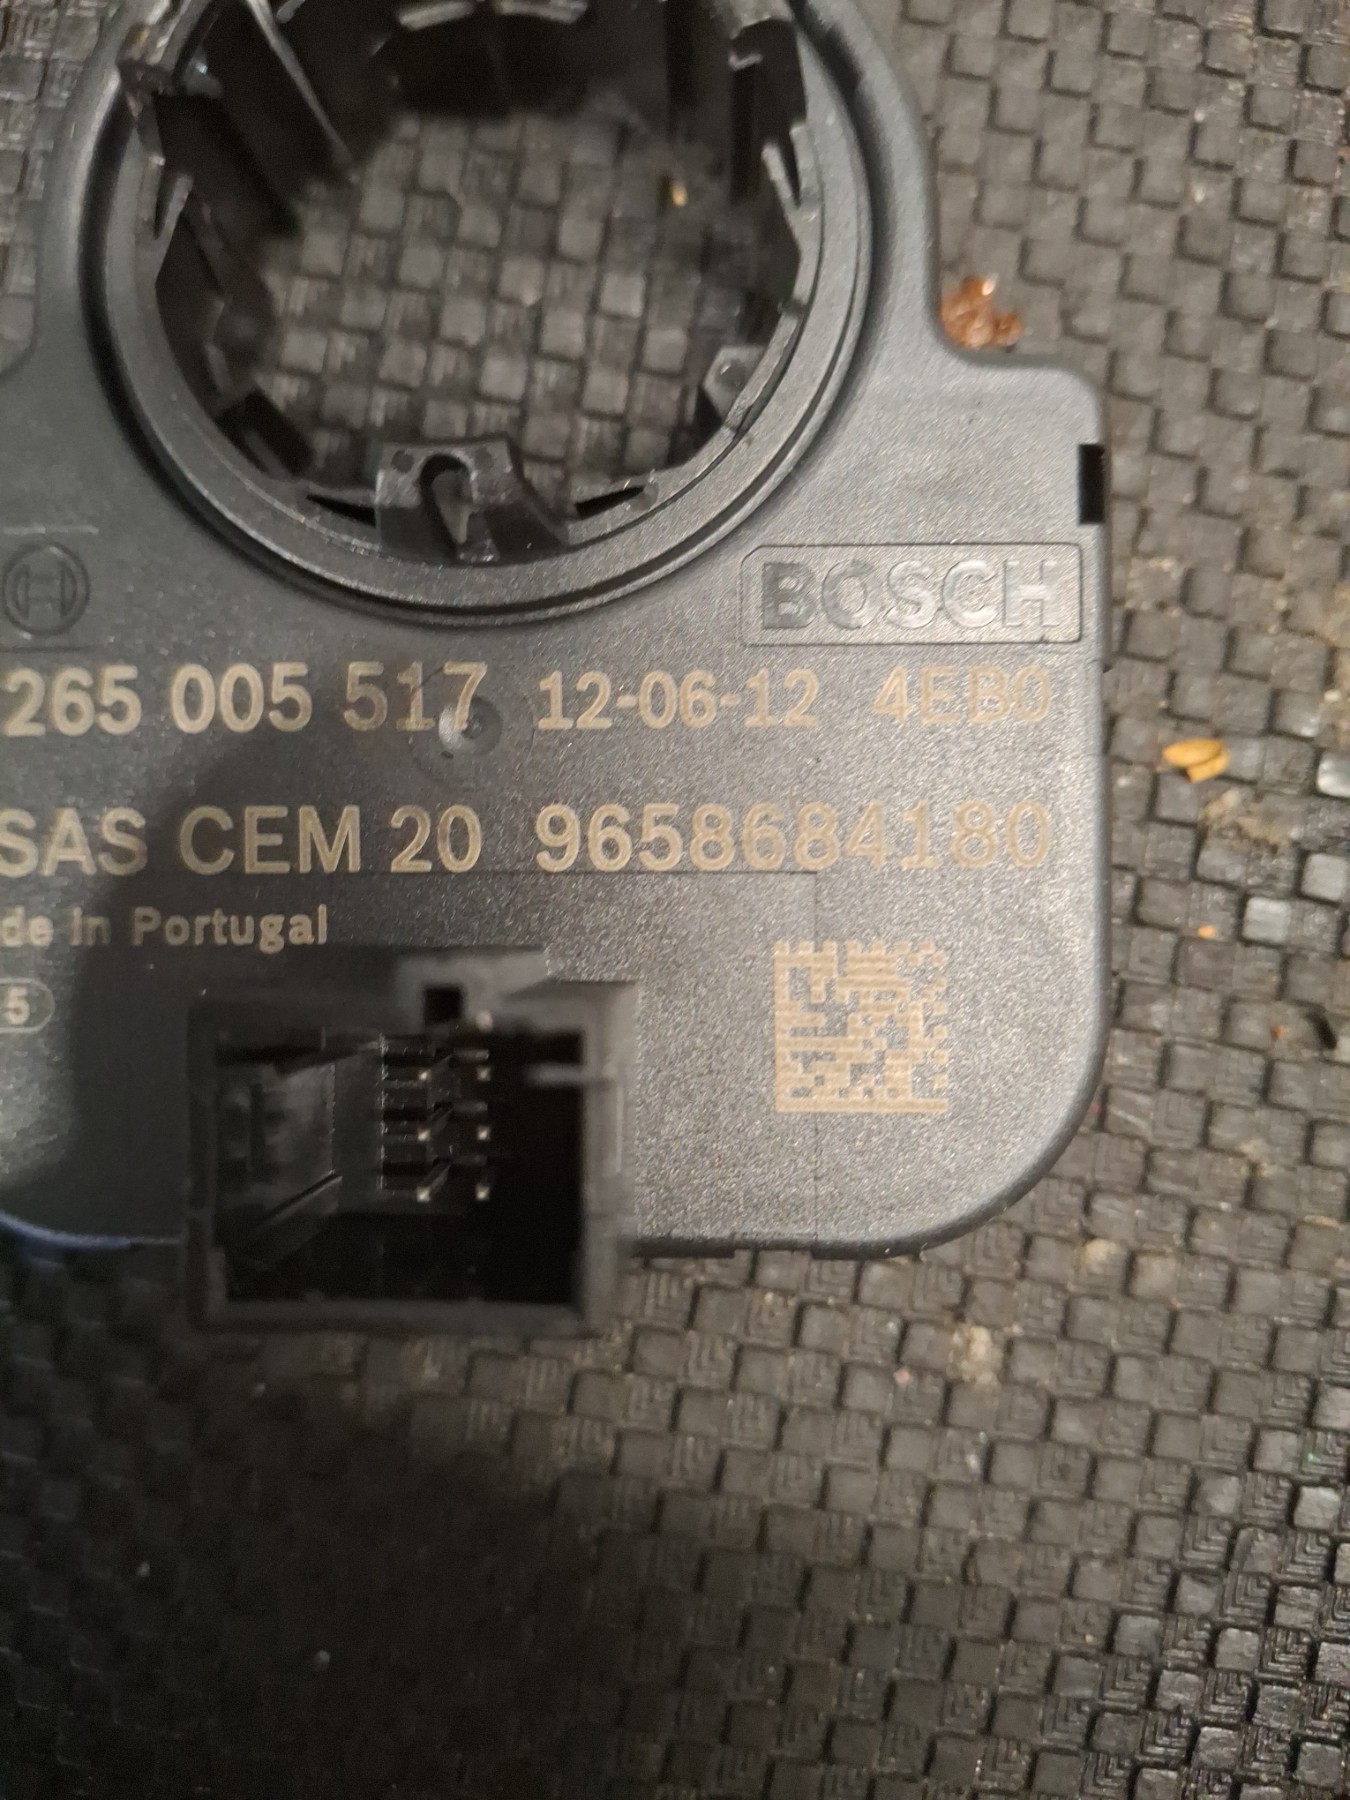 BOSCH
265 005 517 12-06-12 4EB0
SAS CEM 20 9658684180
de in Portugal
5